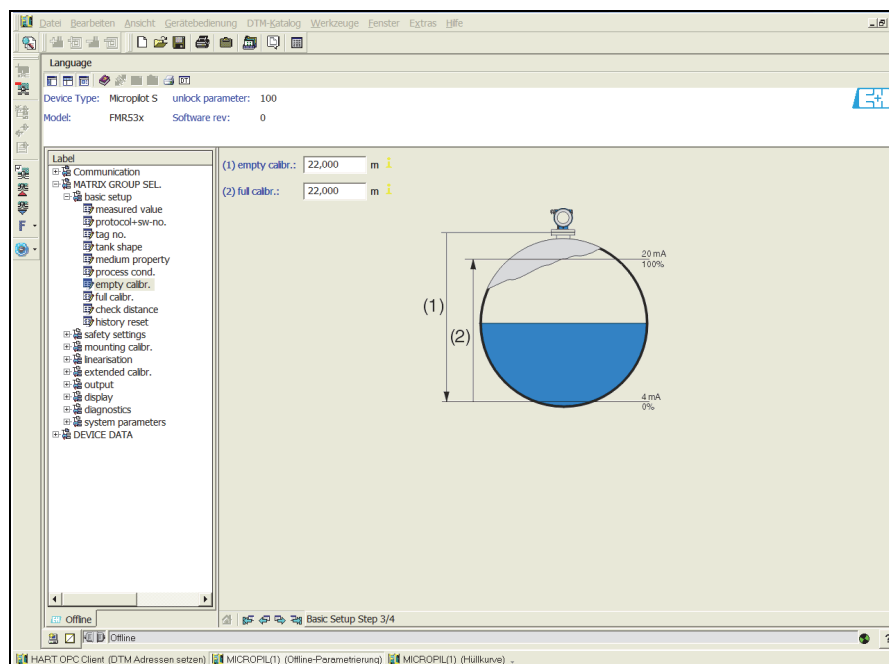 Datei Bearbeiten Ansicht Gerätebedienung DTM-Katalog Werkzeuge Fenster Extras Hilfe
Language
Device Type: Micropilot S unlock parameter: 100
Model: FMR53x Software rev: 0
Label
Communication
MATRIX GROUP SEL.
basic setup
measured value
protocol+sw-no.
tag no.
tank shape
medium property
process cond.
empty calibr.
full calibr.
check distance
history reset
safety settings
mounting calibr.
linearisation
extended calibr.
output
display
diagnostics
system parameters
DEVICE DATA
(1) empty calibr.: 22,000 m
(2) full calibr.: 22,000 m
20 mA
100%
(1)
(2)
4 mA
0%
F
Offline
Basic Setup Step 3/4
Offline
HART OPC Client (DTM Adressen setzen) MICROPIL(1) (Offline-Parametrierung) MICROPIL(1) (Hüllkurve)